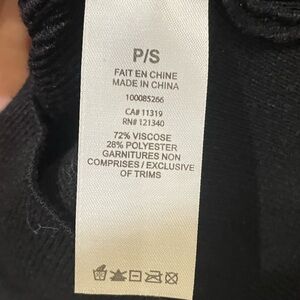 P/S
FAIT EN CHINE
MADE IN CHINA
100085266
CA# 11319
RN# 121340
72% VISCOSE
28% POLYESTER
GARNITURES NON
COMPRISES / EXCLUSIVE
OF TRIMS